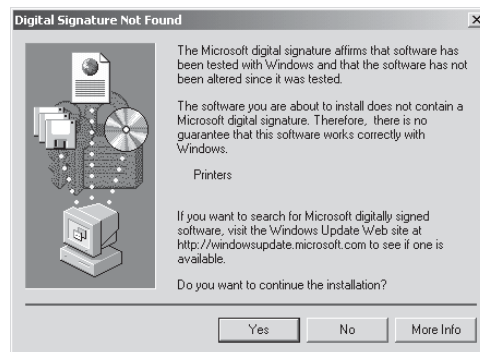 Digital Signature Not Found
The Microsoft digital signature affirms that software has
been tested with Windows and that the software has not
been altered since it was tested.
The software you are about to install does not contain a
Microsoft digital signature. Therefore, there is no
guarantee that this software works correctly with
Windows.
Printers
If you want to search for Microsoft digitally signed
software, visit the Windows Update Web site at
http://windowsupdate.microsoft.com to see if one is
available.
Do you want to continue the installation?
Yes No More Info